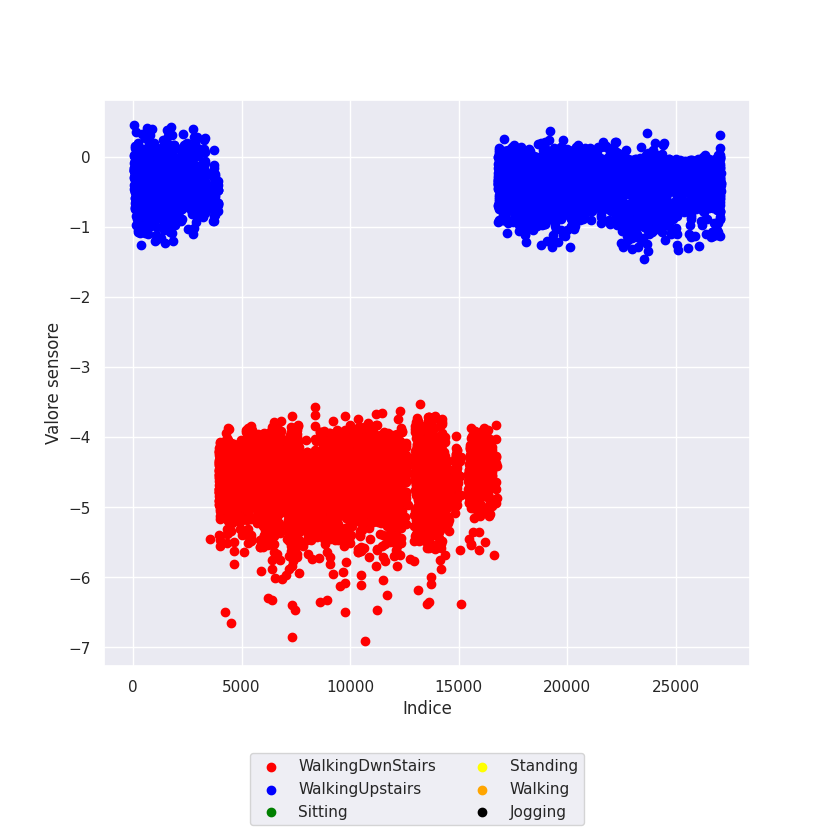 0
−1
−2
−3
−4
−5
−6
−7
Valore sensore
0 5000 10000 15000 20000 25000
Indice
WalkingDwnStairs Standing
WalkingUpstairs Walking
Sitting Jogging